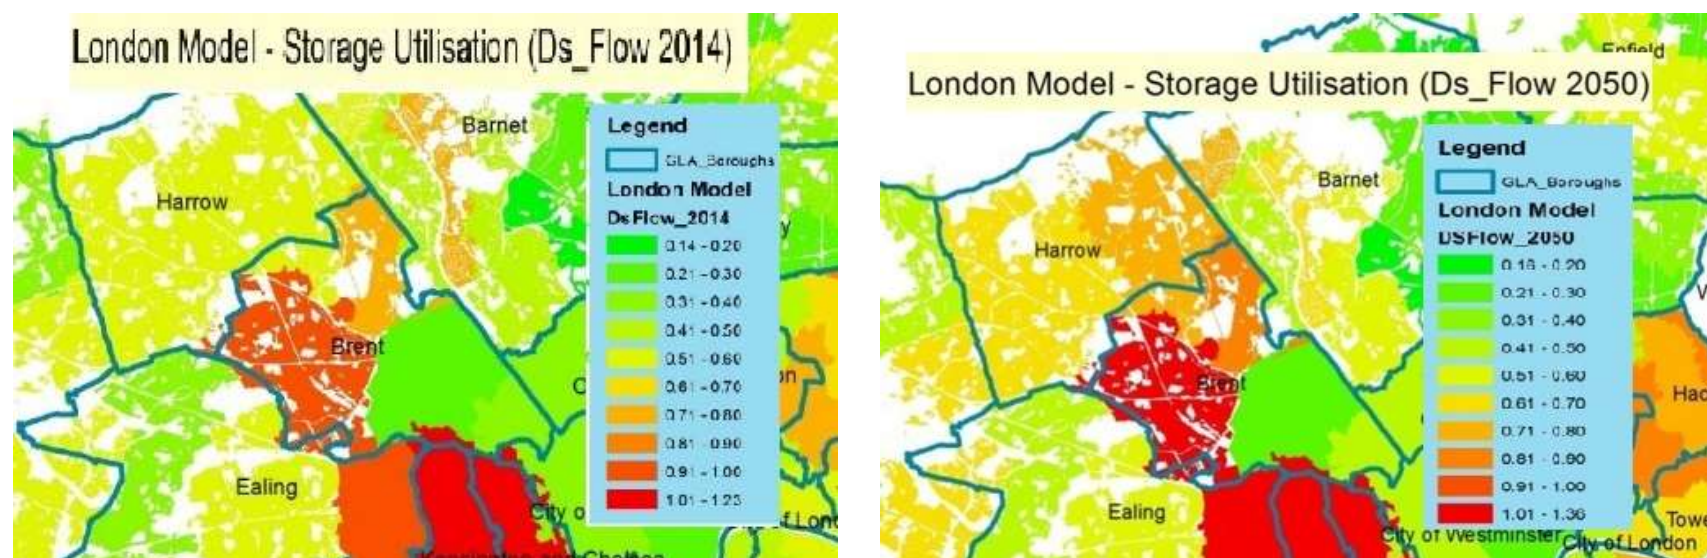 London Model - Storage Utilisation (Ds_Flow 2014)
Barnet
Harrow
Brent
Ealing
City o
f Lon
Legend
GLA_Boroughs
London Model
DsFlow_2014
0.14 - 0.20
0.21 - 0.30
0.31 - 0.40
0.41 - 0.50
0.51 - 0.60
0.61 - 0.70
0.71 - 0.80
0.81 - 0.90
0.91 - 1.00
1.01 - 1.23
London Model - Storage Utilisation (Ds_Flow 2050)
Enfield
Barnet
Harrow
Brent
Ealing
City of Westminster
City of London
Hac
Towe
Legend
GLA_Boroughs
London Model
DSFlow_2050
0.16 - 0.20
0.21 - 0.30
0.31 - 0.40
0.41 - 0.50
0.51 - 0.60
0.61 - 0.70
0.71 - 0.80
0.81 - 0.90
0.91 - 1.00
1.01 - 1.36